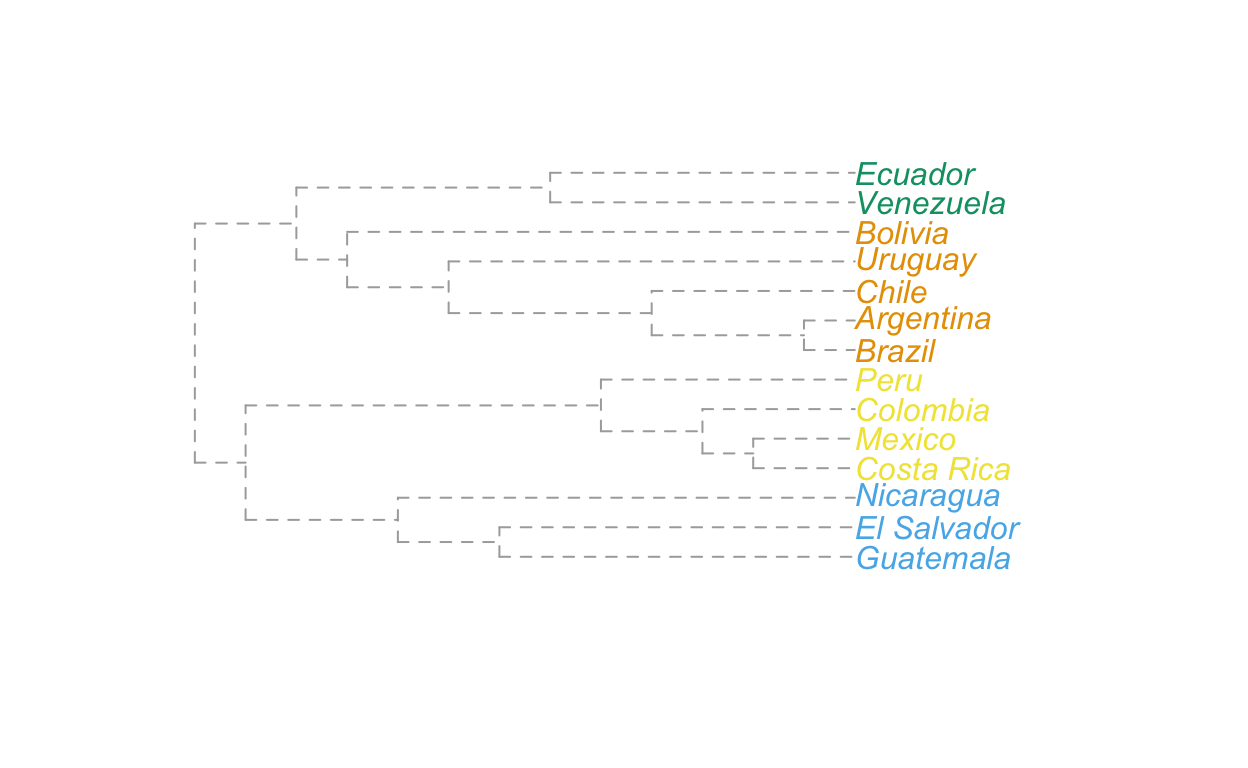 Ecuador
Venezuela
Bolivia
Uruguay
Chile
Argentina
Brazil
Peru
Colombia
Mexico
Costa Rica
Nicaragua
El Salvador
Guatemala